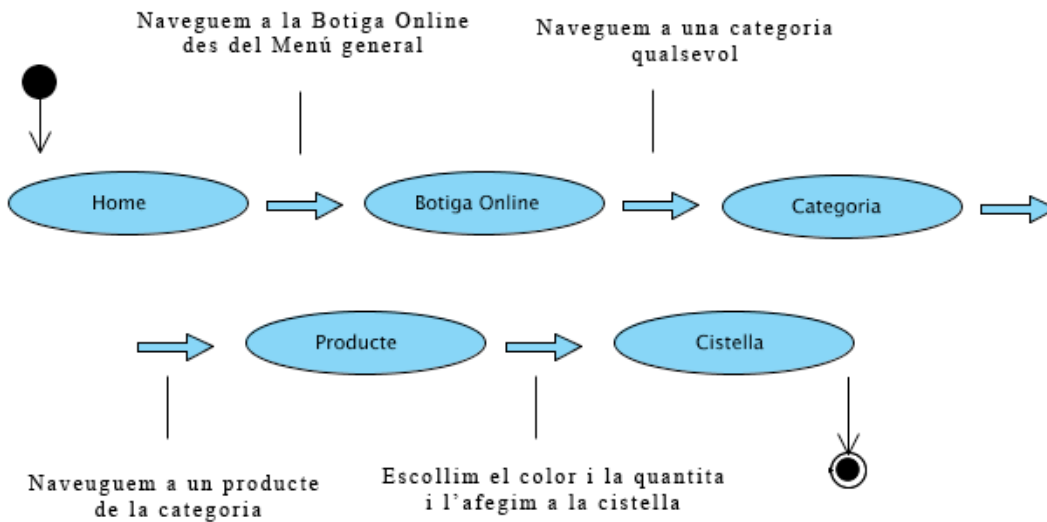 Naveguem a la Botiga Online
des del Menú general
Naveguem a una categoria
qualsevol
Home
Botiga Online
Categoria
Producte
Cistella
Naveuguem a un producte
de la categoria
Escollim el color i la quantita
i l'afegim a la cistella